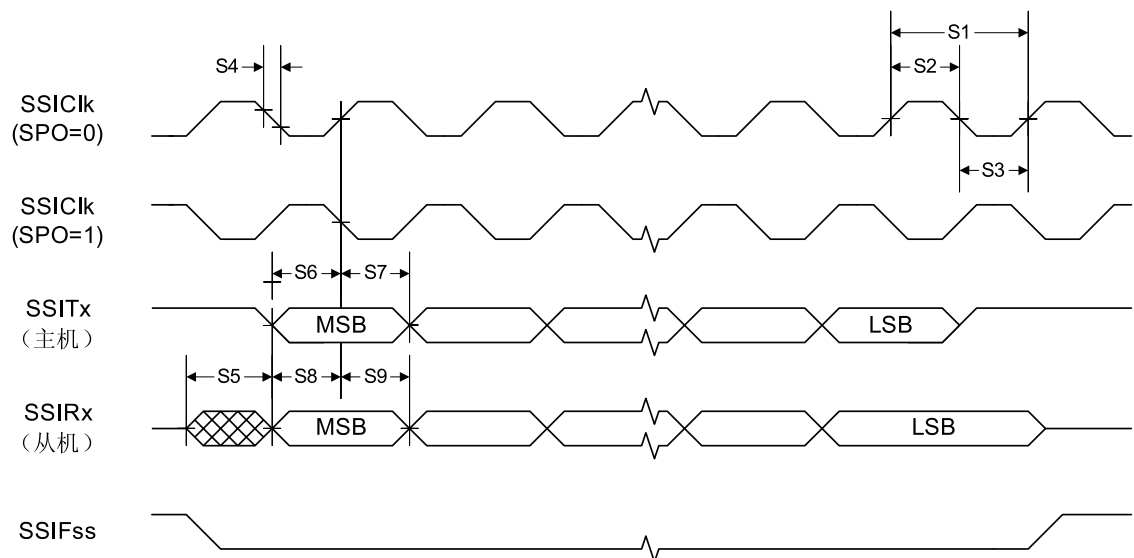 S1
S4
S2
SSIClk
(SPO=0)
S3
SSIClk
(SPO=1)
S6 S7
SSITx
（主机）
MSB LSB
S5 S8 S9
SSIRx
（从机）
MSB LSB
SSIFss